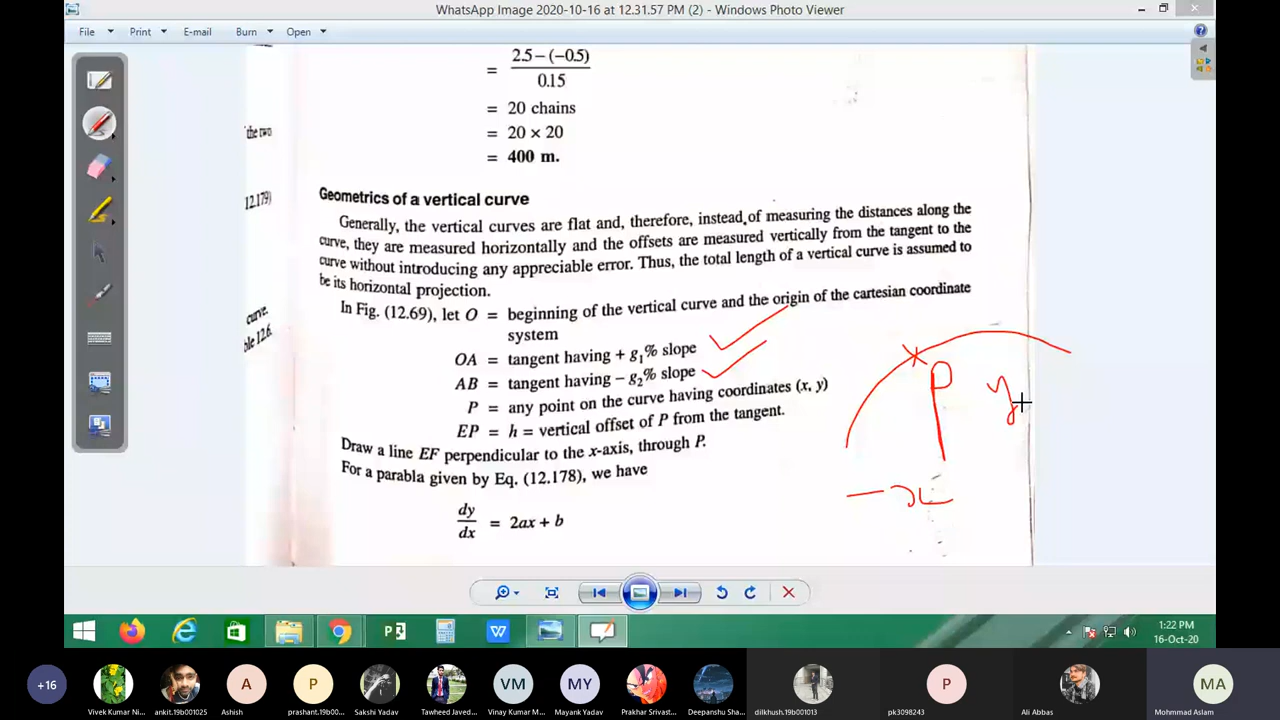 WhatsApp Image 2020-10-16 at 12.31.57 PM (2) - Windows Photo Viewer
File Print E-mail Burn Open
2.5 – (–0.5)
= 0.15
= 20 chains
= 20 × 20
= 400 m.
the two
12.179)
curve.
ble 12.6.
Geometrics of a vertical curve
Generally, the vertical curves are flat and, therefore, instead of measuring the distances along the
curve, they are measured horizontally and the offsets are measured vertically from the tangent to the
curve without introducing any appreciable error. Thus, the total length of a vertical curve is assumed to
be its horizontal projection.
In Fig. (12.69), let O = beginning of the vertical curve and the origin of the cartesian coordinate
system
OA = tangent having + g₁% slope
AB = tangent having – g₂% slope
P = any point on the curve having coordinates (x, y)
EP = h = vertical offset of P from the tangent.
Draw a line EF perpendicular to the x-axis, through P.
For a parabla given by Eq. (12.178), we have
dy
dx = 2ax + b
P
y
x
1:22 PM
16-Oct-20
+16
A
P
VM
MY
P
MA
Vivek Kumar Ni...
ankit.19b001025
Ashish
prashant.19b00...
Sakshi Yadav
Tawheed Javed...
Vinay Kumar M...
Mayank Yadav
Prakhar Srivast...
Deepanshu Sha...
dilkhush.19b001013
pk3098243
Ali Abbas
Mohmmad Aslam